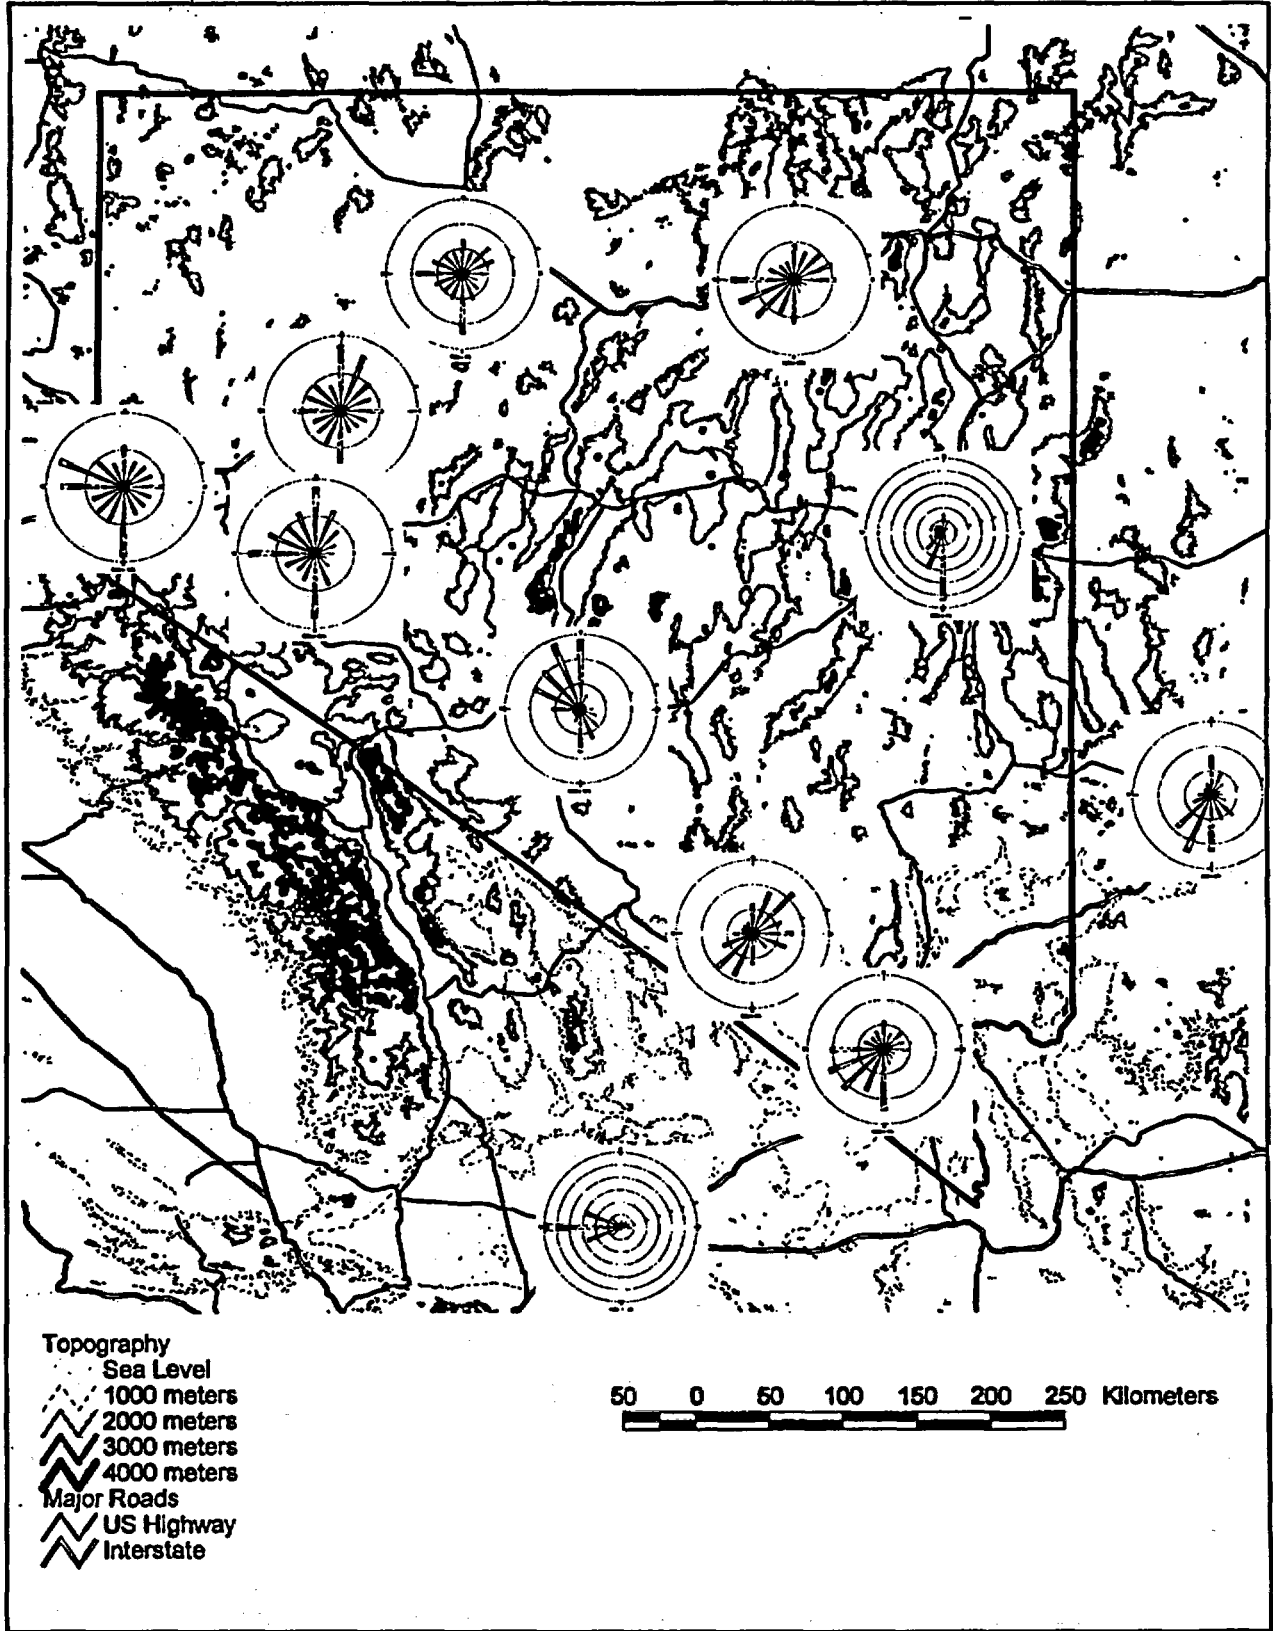 Topography
Sea Level
1000 meters
2000 meters
3000 meters
4000 meters
Major Roads
US Highway
Interstate
50 0 50 100 150 200 250 Kilometers